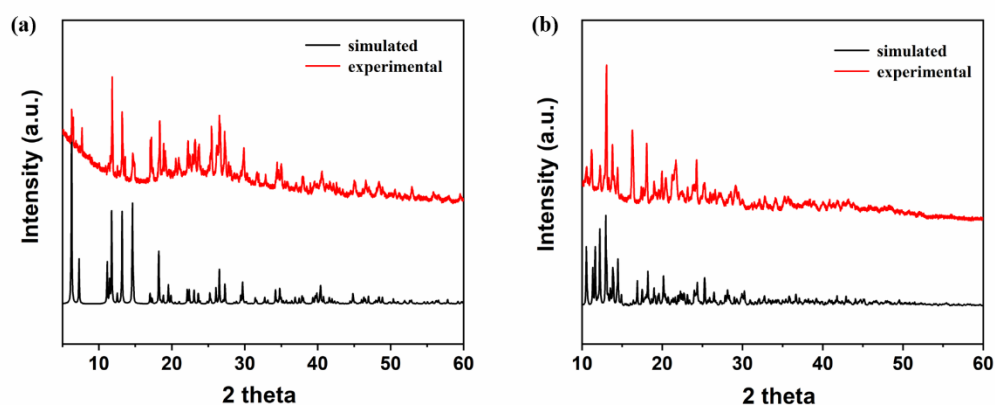 (a)
simulated
experimental
Intensity (a.u.)
10 20 30 40 50 60
2 theta
(b)
simulated
experimental
Intensity (a.u.)
10 20 30 40 50 60
2 theta